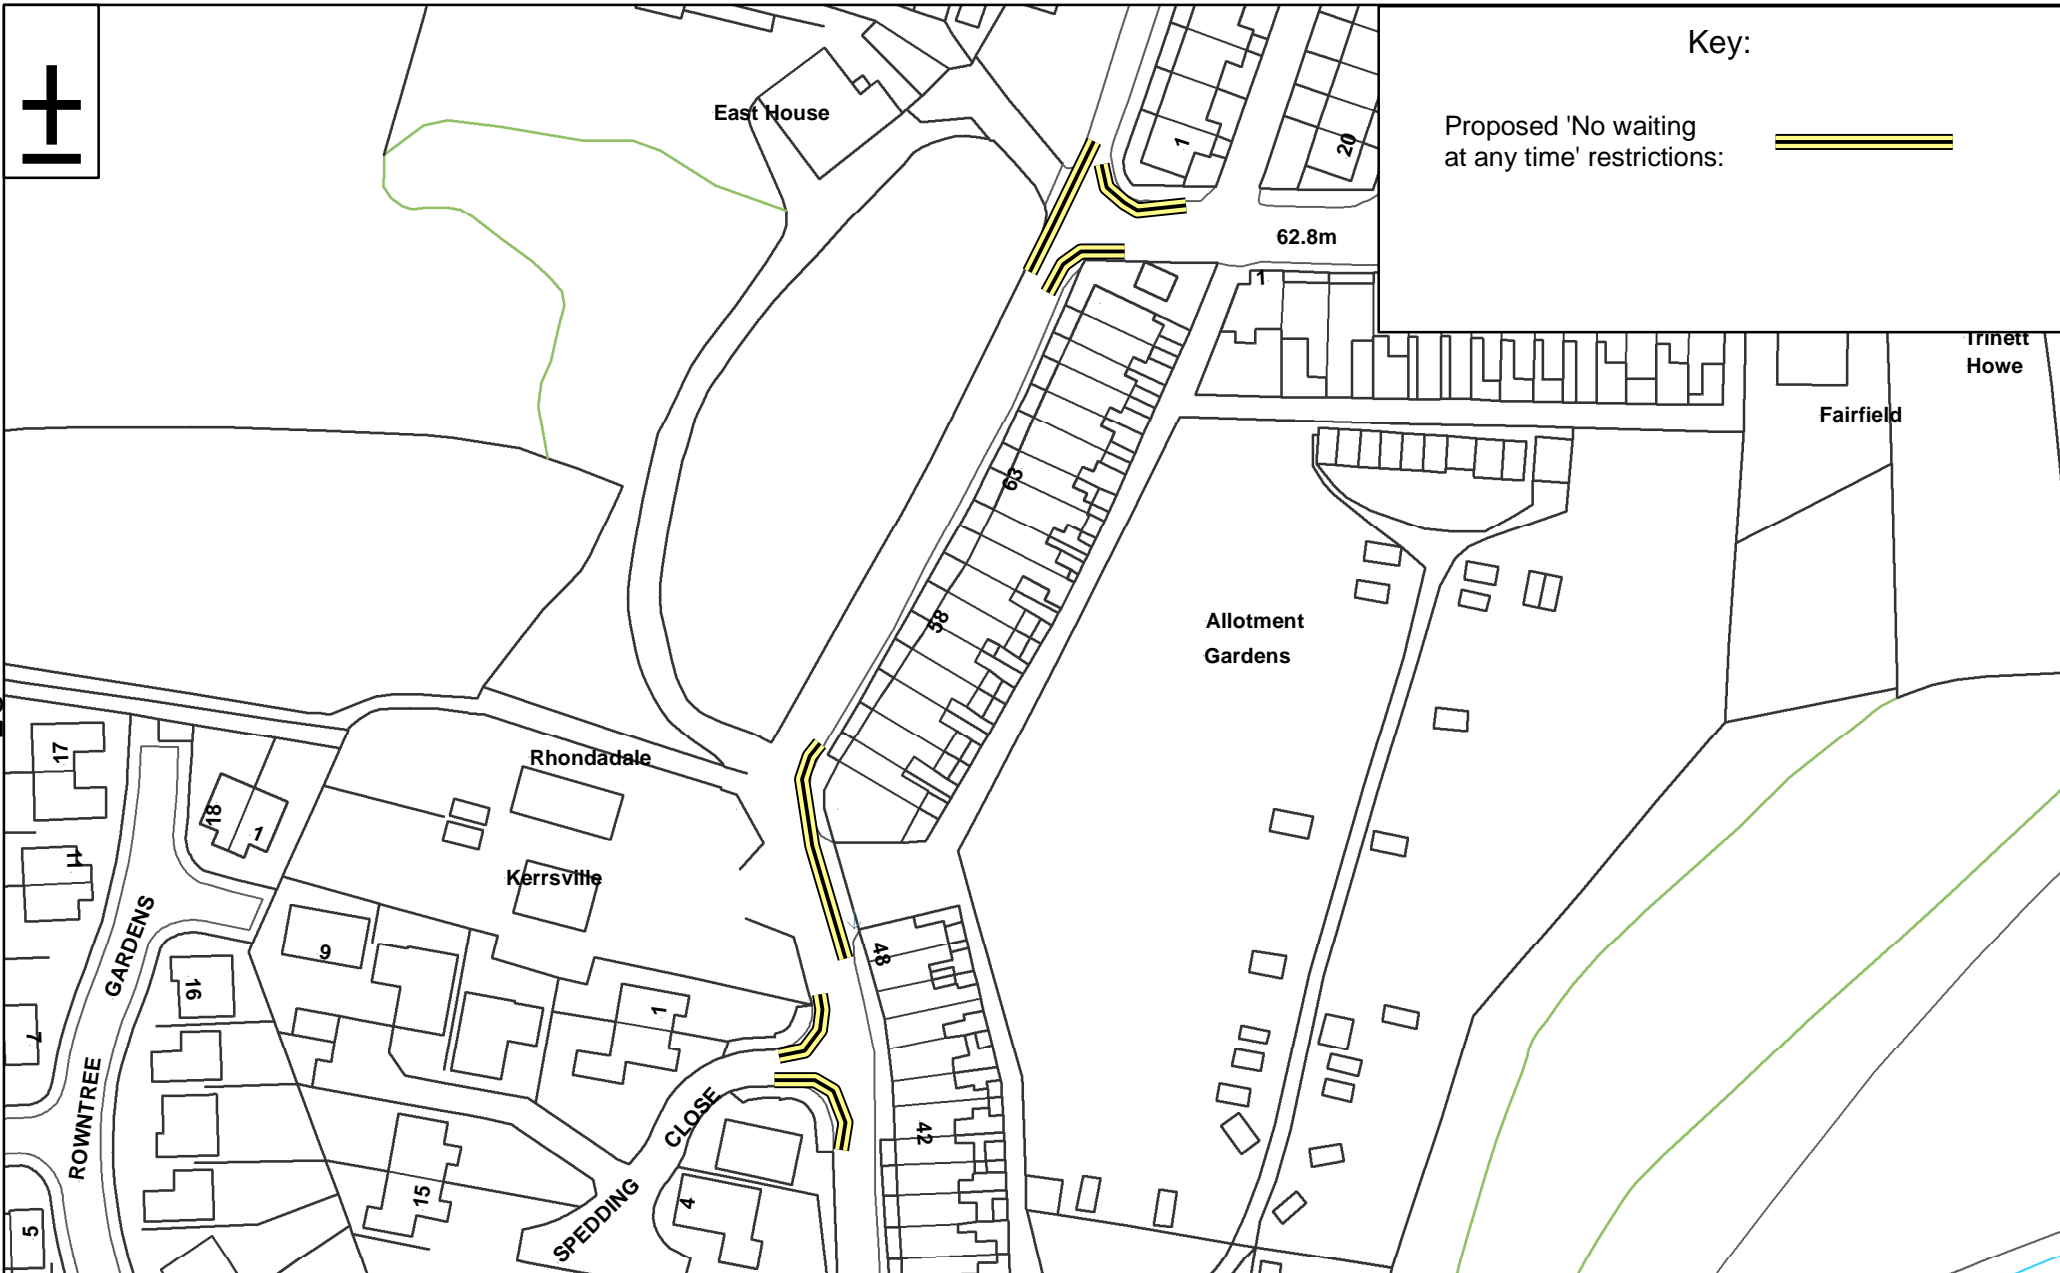 Key:
Proposed 'No waiting
at any time' restrictions:
East House
1
20
62.8m
1
Trinett
Howe
Fairfield
63
58
Allotment
Gardens
Rhondadale
Kerrsville
17
18
1
11
9
16
7
GARDENS
ROWNTREE
48
1
42
CLOSE
SPEDDING
15
4
5